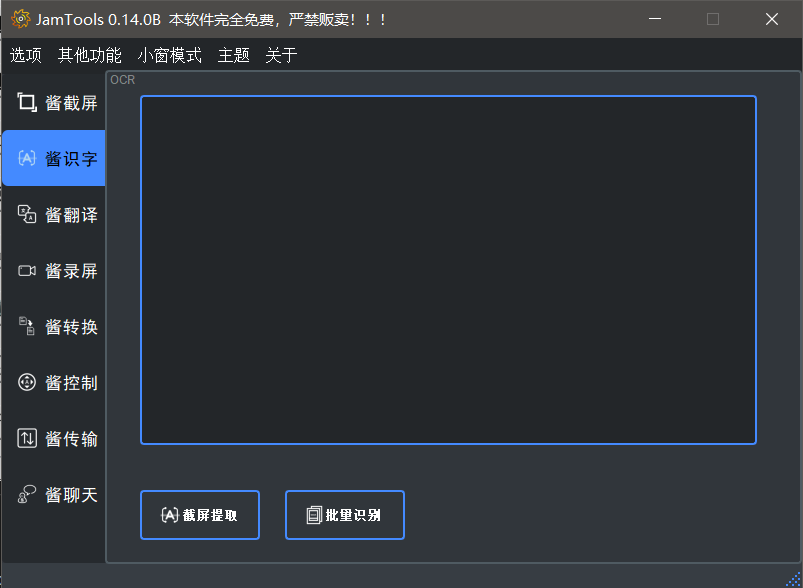 JamTools 0.14.0B 本软件完全免费，严禁贩卖！！！
选项 其他功能 小窗模式 主题 关于
OCR
酱截屏
酱识字
酱翻译
酱录屏
酱转换
酱控制
酱传输
酱聊天
截屏提取 批量识别